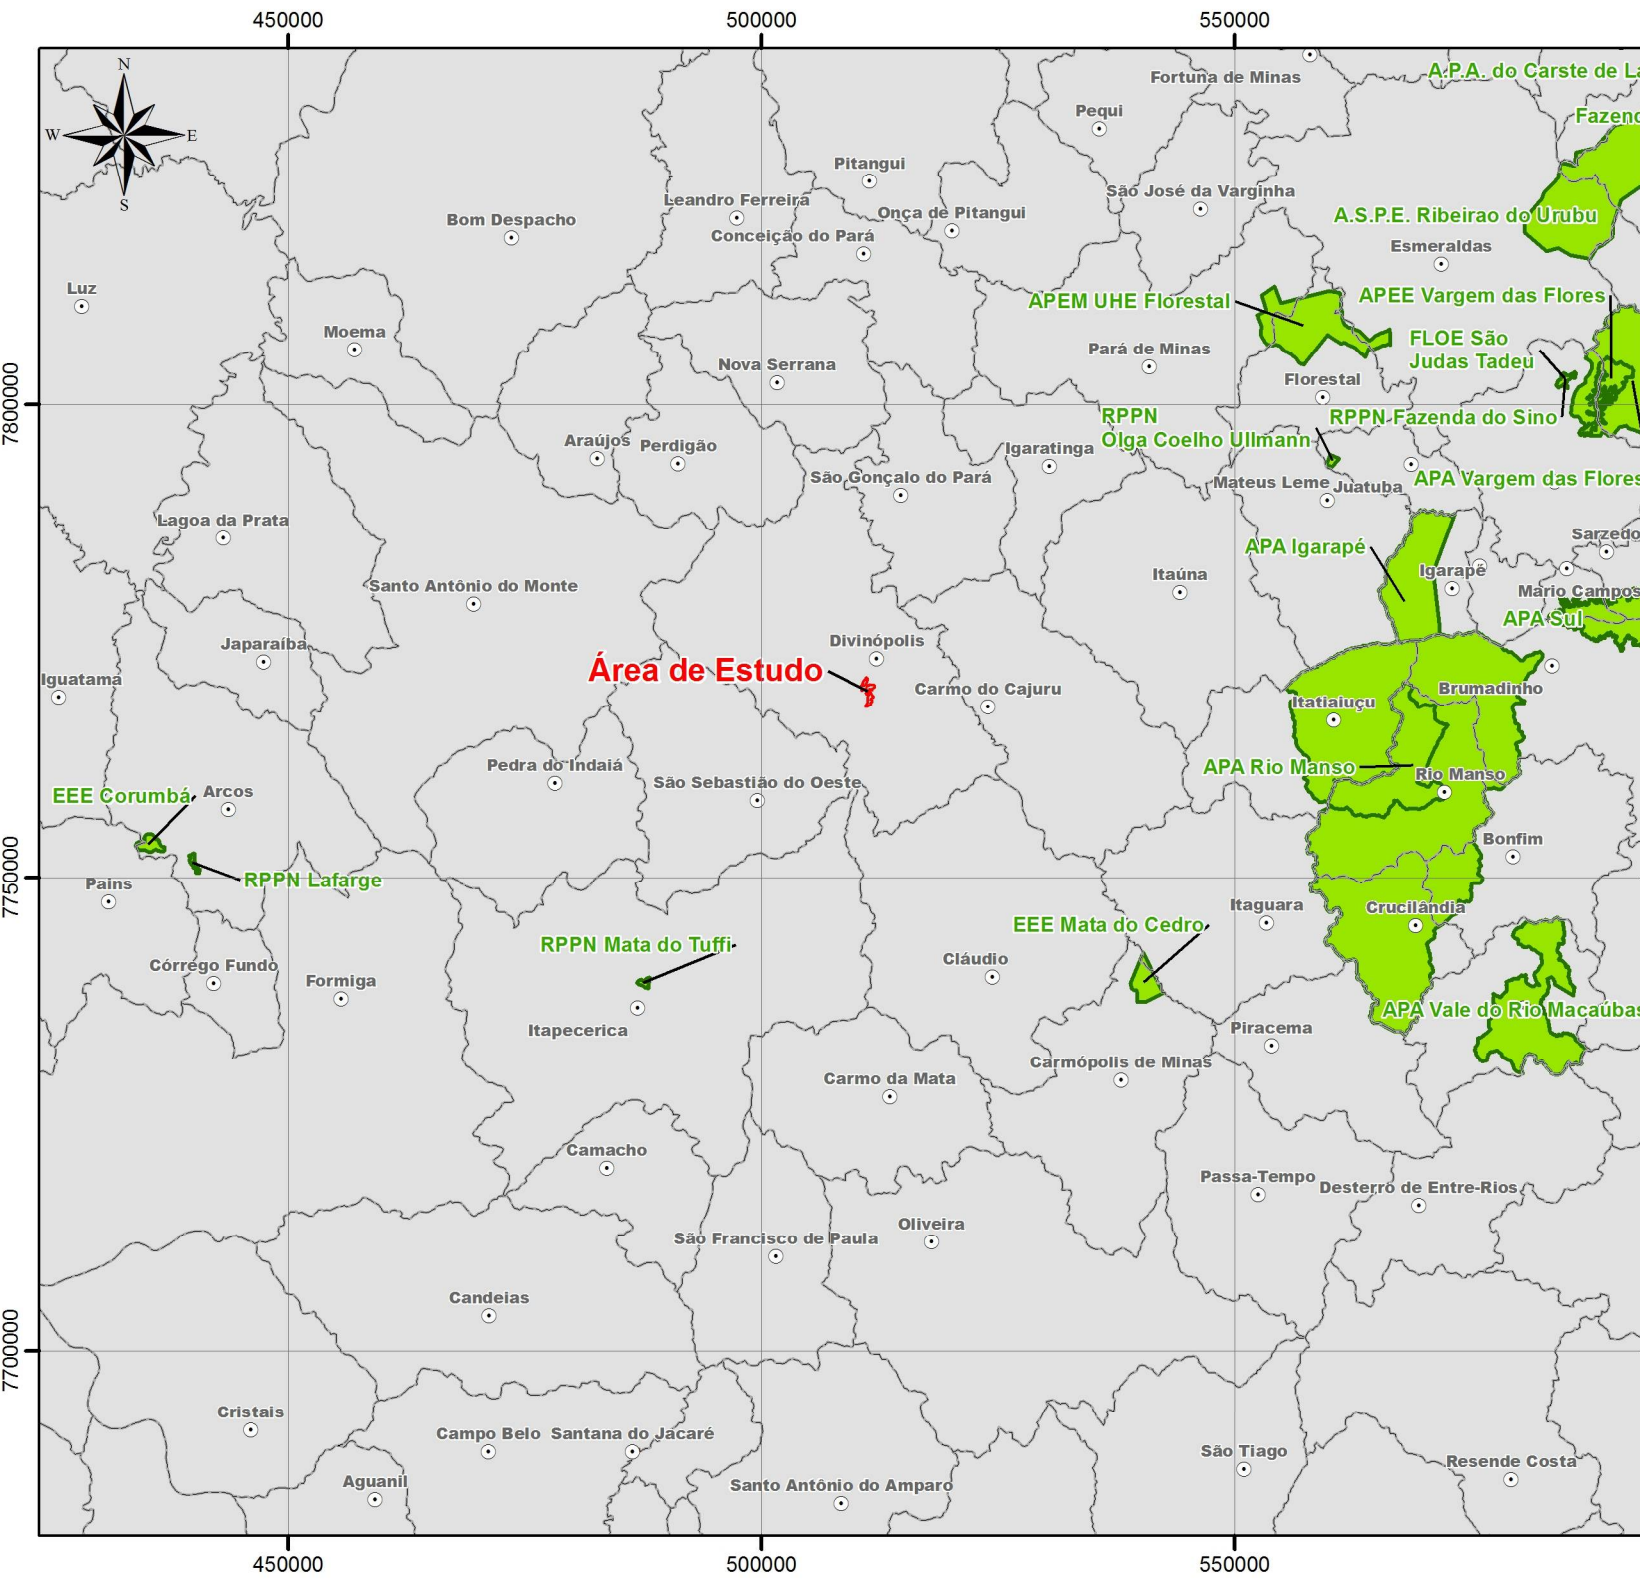 450000
500000
550000
N
W
E
S
Fortuna de Minas
A.P.A. do Carste de La
Pequi
Fazend
Pitangui
Leandro Ferreira
São José da Varginha
Onça de Pitangui
Bom Despacho
A.S.P.E. Ribeirao do Urubu
Conceição do Pará
Esmeraldas
Luz
APEM UHE Florestal
APEE Vargem das Flores
Moema
FLOE São
Judas Tadeu
Pará de Minas
Nova Serrana
Florestal
7800000
RPPN
Olga Coelho Ullmann
RPPN Fazenda do Sino
Araújos
Perdigão
Igaratinga
São Gonçalo do Pará
Mateus Leme
Juatuba
APA Vargem das Flores
Lagoa da Prata
Sarzedo
APA Igarapé
Igarapé
Itaúna
Santo Antônio do Monte
Mário Campos
APA Sul
Divinópolis
Japaraíba
Área de Estudo
Iguatama
Carmo do Cajuru
Brumadinho
Itatiaiuçu
Pedra do Indaiá
APA Rio Manso
Rio Manso
São Sebastião do Oeste
EEE Corumbá
Arcos
Bonfim
7750000
Pains
RPPN Lafarge
Itaguara
Crucilândia
EEE Mata do Cedro
RPPN Mata do Tuffi
Cláudio
Córrego Fundo
Formiga
APA Vale do Rio Macaúbas
Itapecerica
Piracema
Carmópolis de Minas
Carmo da Mata
Camacho
Passa-Tempo
Desterro de Entre-Rios
Oliveira
São Francisco de Paula
Candeias
7700000
Cristais
Campo Belo
Santana do Jacaré
São Tiago
Resende Costa
Aguanil
Santo Antônio do Amparo
450000
500000
550000